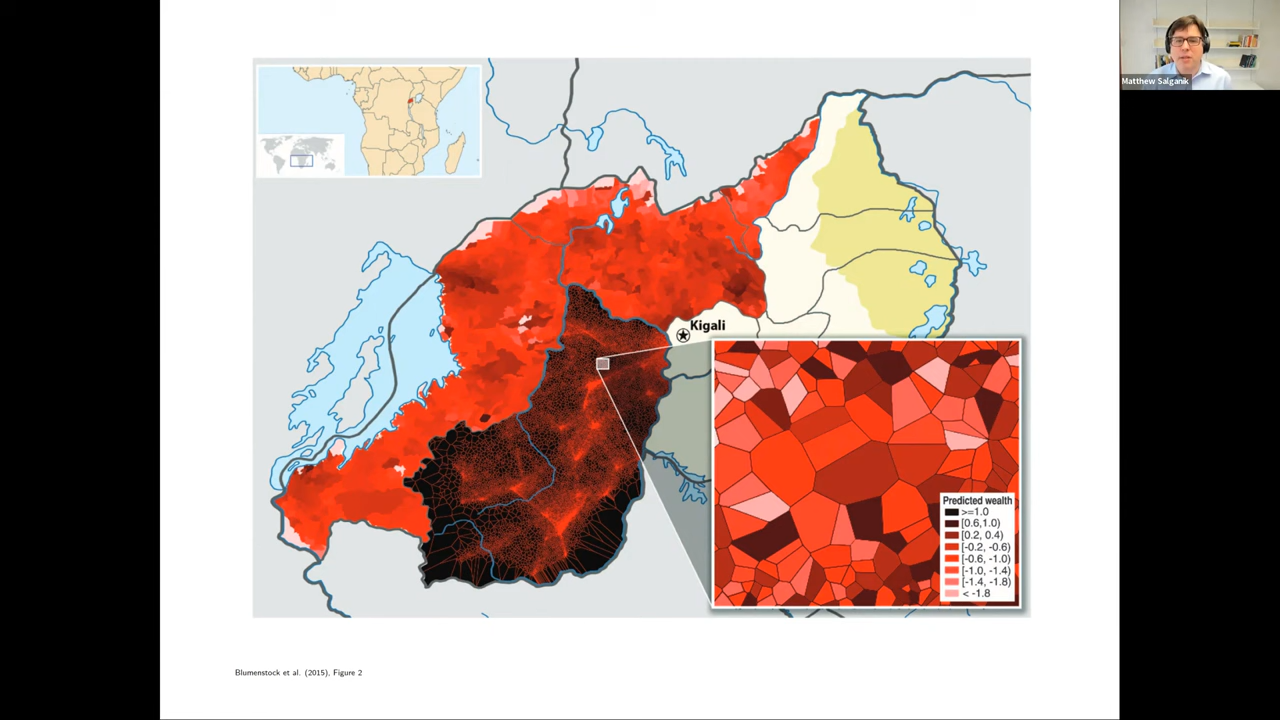 Matthew Salganik
Kigali
Predicted wealth
>=1.0
[0.6,1.0)
[0.2, 0.4)
[-0.2, -0.6)
[-0.6, -1.0)
[-1.0, -1.4)
[-1.4, -1.8)
< -1.8
Blumenstock et al. (2015), Figure 2